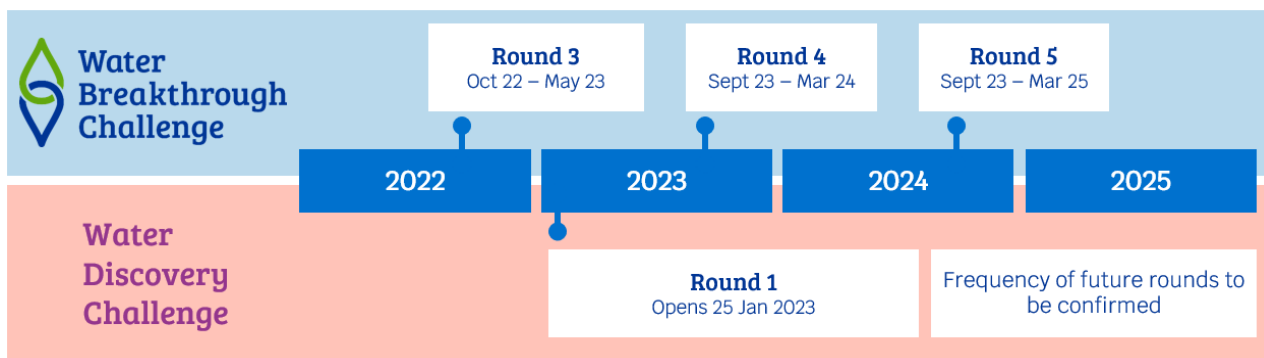 Water
Breakthrough
Challenge
Round 3
Oct 22 – May 23
Round 4
Sept 23 – Mar 24
Round 5
Sept 23 – Mar 25
2022
2023
2024
2025
Water
Discovery
Challenge
Round 1
Opens 25 Jan 2023
Frequency of future rounds to
be confirmed